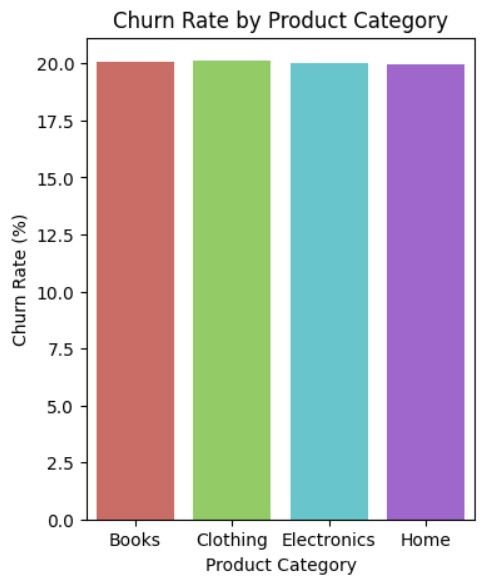 Churn Rate by Product Category
Churn Rate (%)
20.0
17.5
15.0
12.5
10.0
7.5
5.0
2.5
0.0
Books Clothing Electronics Home
Product Category